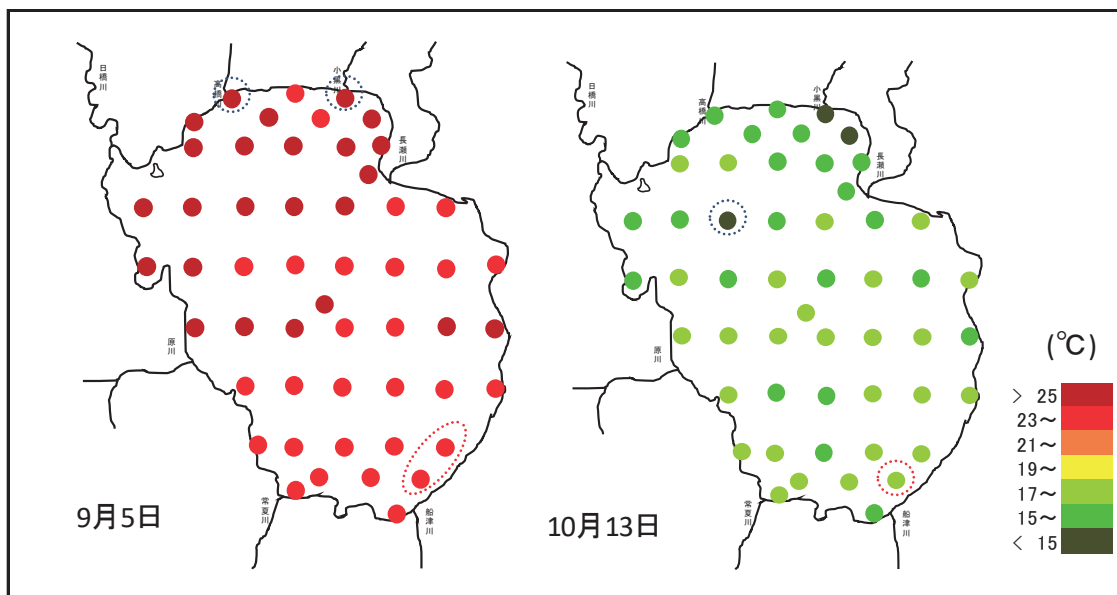 日橋川
高橋川
小黒川
長瀬川
原川
常夏川
船津川
9月5日
日橋川
高橋川
小黒川
長瀬川
原川
常夏川
船津川
10月13日
(℃)
> 25
23～
21～
19～
17～
15～
< 15